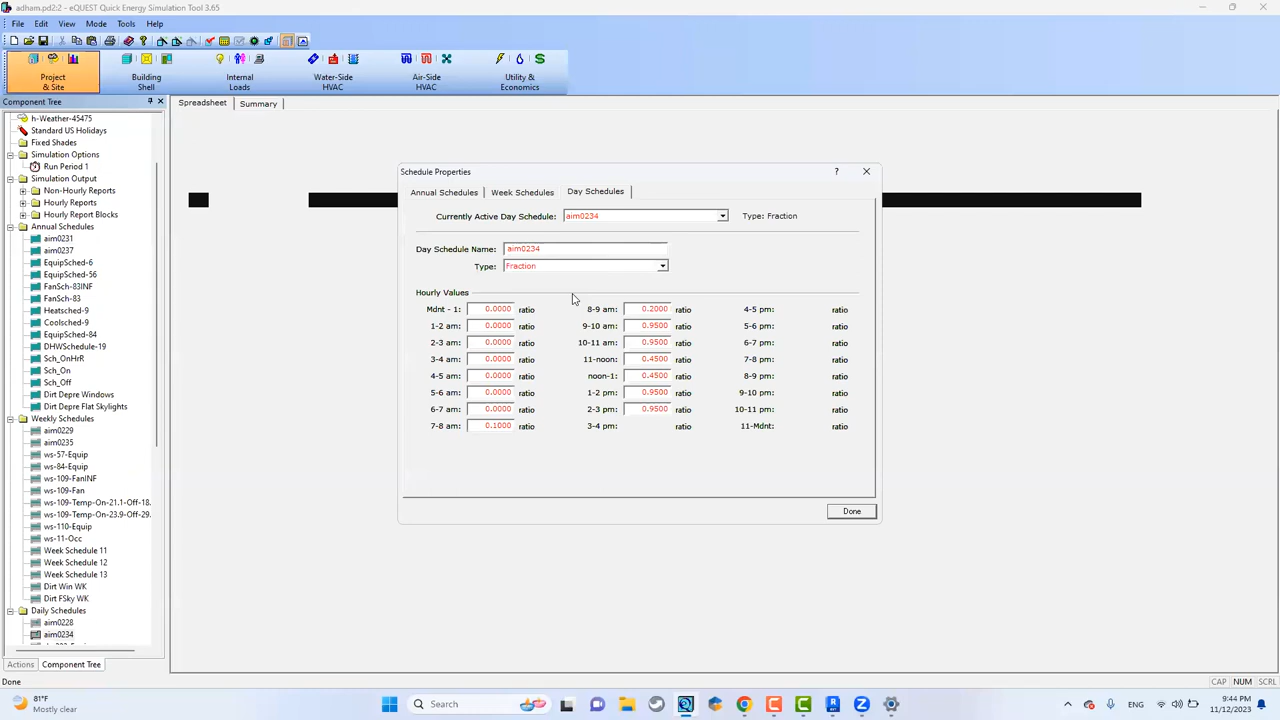 adham.pd2:2 - eQUEST Quick Energy Simulation Tool 3.65
File Edit View Mode Tools Help
Project & Site
Building Shell
Internal Loads
Water-Side HVAC
Air-Side HVAC
Utility & Economics
Component Tree
Spreadsheet Summary
h-Weather-45475
Standard US Holidays
Fixed Shades
Simulation Options
Run Period 1
Simulation Output
Non-Hourly Reports
Hourly Reports
Hourly Report Blocks
Annual Schedules
aim0231
aim0237
EquipSched-6
EquipSched-56
FanSch-83INF
FanSch-83
Heatsched-9
Coolsched-9
EquipSched-84
DHWSchedule-19
Sch_OnHrR
Sch_On
Sch_Off
Dirt Depre Windows
Dirt Depre Flat Skylights
Weekly Schedules
aim0229
aim0235
ws-57-Equip
ws-84-Equip
ws-109-FanINF
ws-109-Fan
ws-109-Temp-On-21.1-Off-18.
ws-109-Temp-On-23.9-Off-29.
ws-110-Equip
ws-11-Occ
Week Schedule 11
Week Schedule 12
Week Schedule 13
Dirt Win WK
Dirt FSky WK
Daily Schedules
aim0228
aim0234
Actions Component Tree
Schedule Properties ?
Annual Schedules Week Schedules Day Schedules
Currently Active Day Schedule: aim0234 Type: Fraction
Day Schedule Name: aim0234
Type: Fraction
Hourly Values
Mdnt - 1: 0.0000 ratio 8-9 am: 0.2000 ratio 4-5 pm: ratio
1-2 am: 0.0000 ratio 9-10 am: 0.9500 ratio 5-6 pm: ratio
2-3 am: 0.0000 ratio 10-11 am: 0.9500 ratio 6-7 pm: ratio
3-4 am: 0.0000 ratio 11-noon: 0.4500 ratio 7-8 pm: ratio
4-5 am: 0.0000 ratio noon-1: 0.4500 ratio 8-9 pm: ratio
5-6 am: 0.0000 ratio 1-2 pm: 0.9500 ratio 9-10 pm: ratio
6-7 am: 0.0000 ratio 2-3 pm: 0.9500 ratio 10-11 pm: ratio
7-8 am: 0.1000 ratio 3-4 pm: ratio 11-Mdnt: ratio
Done
Done CAP NUM SCRL
81°F
Mostly clear
Search
ENG
9:44 PM
11/12/2023